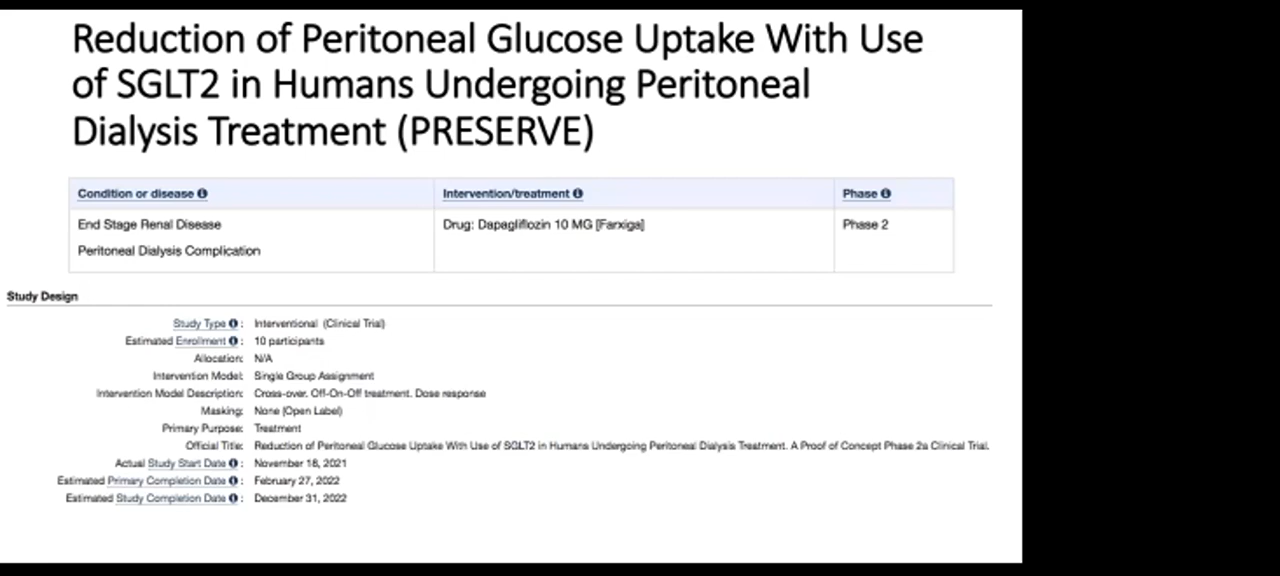 Reduction of Peritoneal Glucose Uptake With Use
of SGLT2 in Humans Undergoing Peritoneal
Dialysis Treatment (PRESERVE)
Condition or disease Intervention/treatment Phase
End Stage Renal Disease Drug: Dapagliflozin 10 MG [Farxiga] Phase 2
Peritoneal Dialysis Complication
Study Design
Study Type : Interventional (Clinical Trial)
Estimated Enrollment : 10 participants
Allocation: N/A
Intervention Model: Single Group Assignment
Intervention Model Description: Cross-over. Off-On-Off treatment. Dose response
Masking: None (Open Label)
Primary Purpose: Treatment
Official Title: Reduction of Peritoneal Glucose Uptake With Use of SGLT2 in Humans Undergoing Peritoneal Dialysis Treatment. A Proof of Concept Phase 2a Clinical Trial.
Actual Study Start Date : November 18, 2021
Estimated Primary Completion Date : February 27, 2022
Estimated Study Completion Date : December 31, 2022